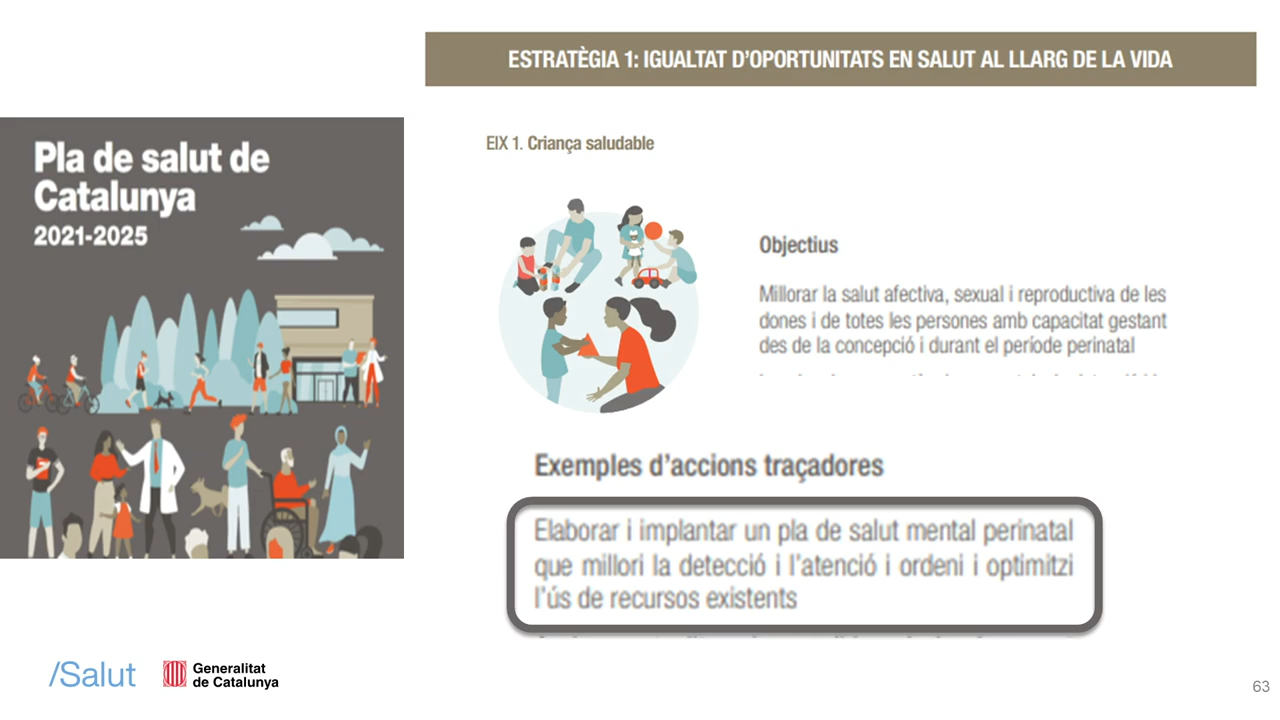 ESTRATÈGIA 1: IGUALTAT D'OPORTUNITATS EN SALUT AL LLARG DE LA VIDA
Pla de salut de
Catalunya
2021-2025
EIX 1. Criança saludable
Objectius
Millorar la salut afectiva, sexual i reproductiva de les
dones i de totes les persones amb capacitat gestant
des de la concepció i durant el període perinatal
Exemples d'accions traçadores
Elaborar i implantar un pla de salut mental perinatal
que millori la detecció i l'atenció i ordeni i optimitzi
l'ús de recursos existents
/Salut
Generalitat
de Catalunya
63